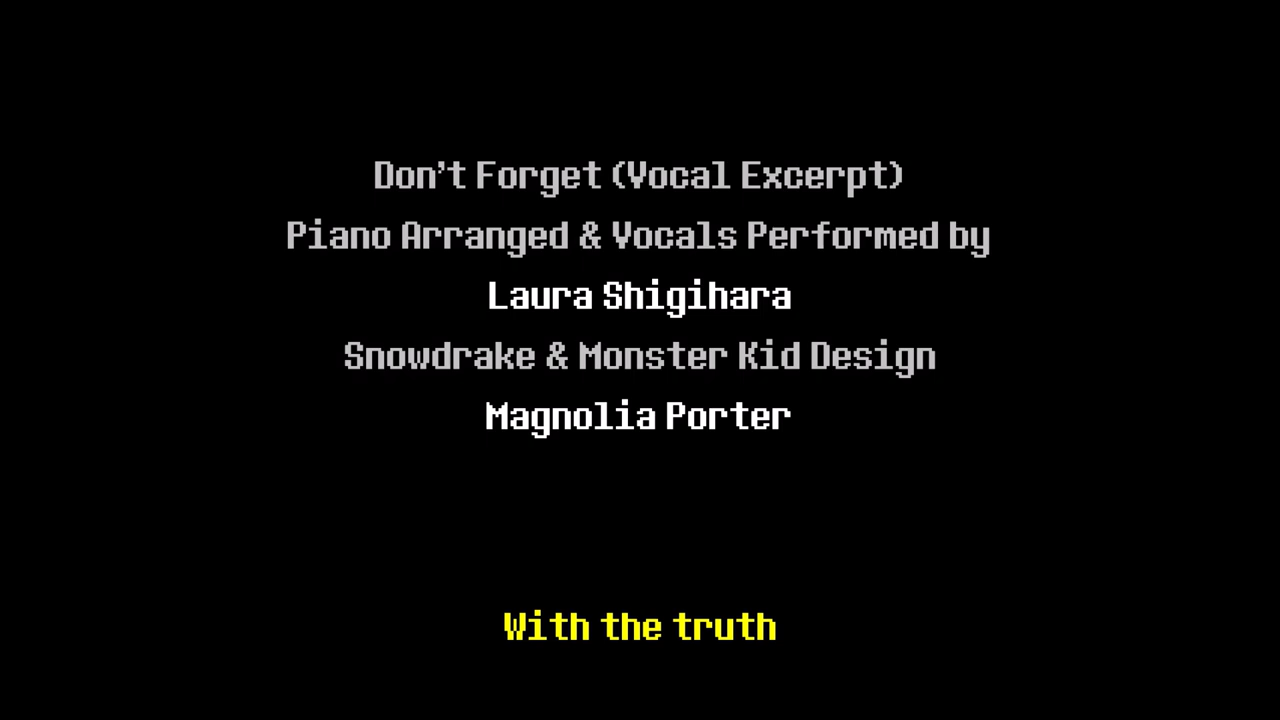 Don't Forget (Vocal Excerpt)
Piano Arranged & Vocals Performed by
Laura Shigihara
Snowdrake & Monster Kid Design
Magnolia Porter
With the truth